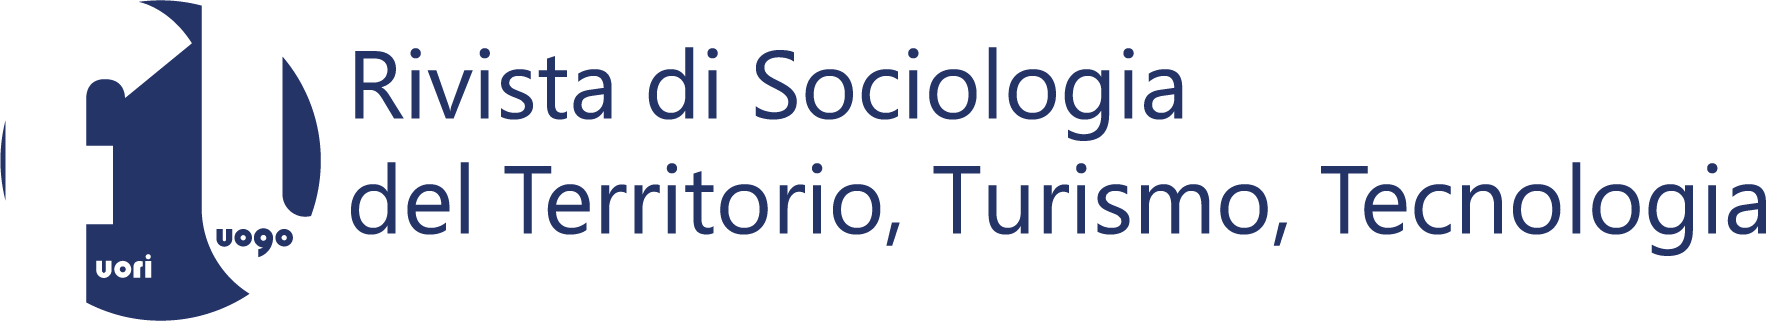 Rivista di Sociologia
del Territorio, Turismo, Tecnologia
uogo
uori